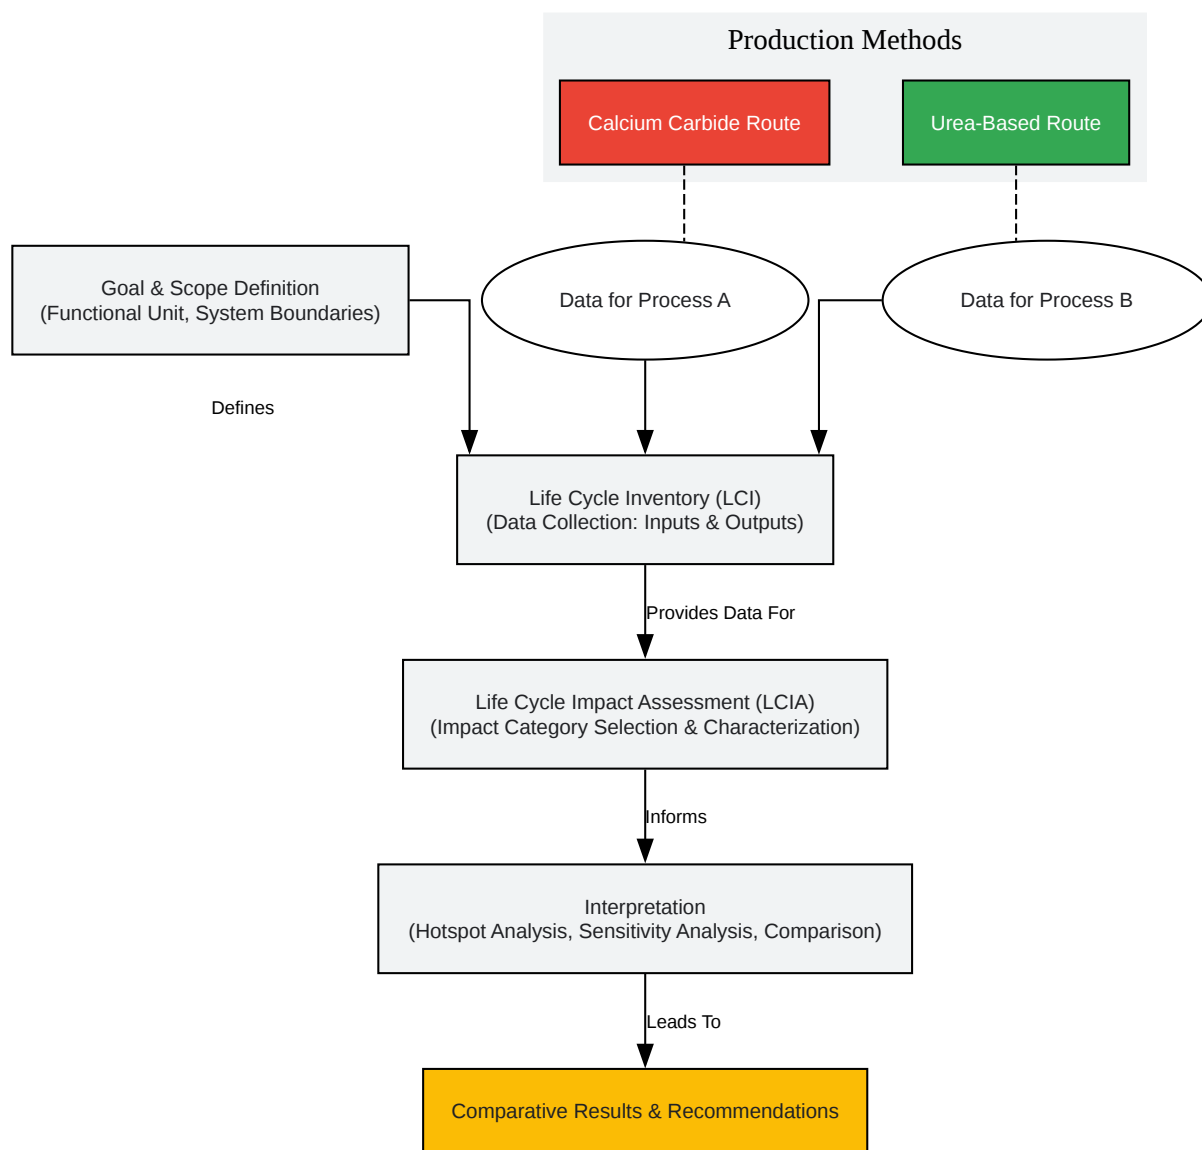 Production Methods
Calcium Carbide Route
Urea-Based Route
Goal & Scope Definition
(Functional Unit, System Boundaries)
Data for Process A
Data for Process B
Defines
Life Cycle Inventory (LCI)
(Data Collection: Inputs & Outputs)
Provides Data For
Life Cycle Impact Assessment (LCIA)
(Impact Category Selection & Characterization)
Informs
Interpretation
(Hotspot Analysis, Sensitivity Analysis, Comparison)
Leads To
Comparative Results & Recommendations